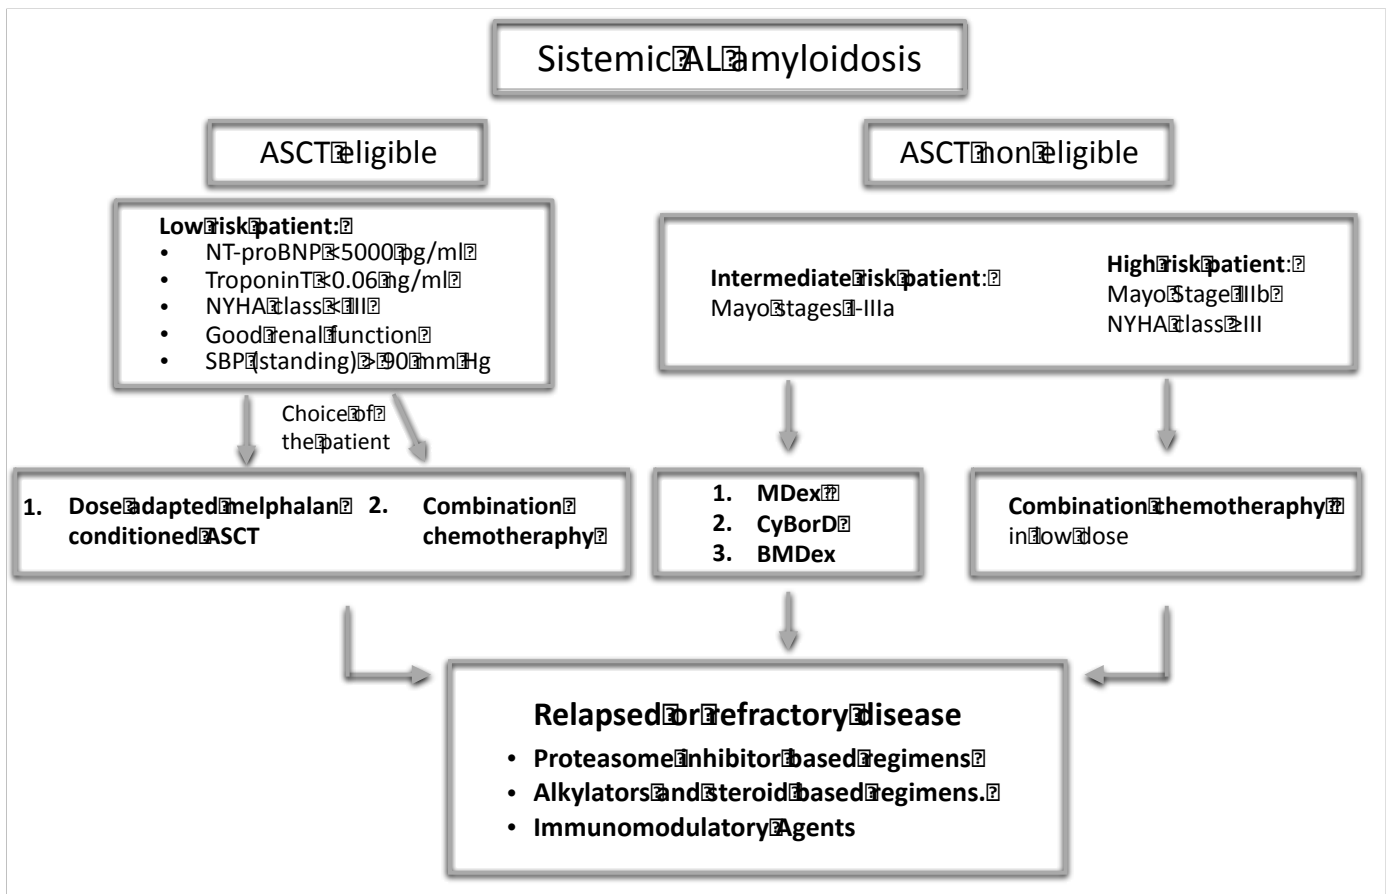 Sistemic AL amyloidosis
ASCT eligible
ASCT non eligible
Low risk patient:
• NT-proBNP <5000 pg/ml
• TroponinT <0.06 ng/ml
• NYHA class < III
• Good renal function
• SBP (standing) > 90 mm Hg
Intermediate risk patient:
Mayo stages I-IIIa
High risk patient:
Mayo Stage IIIb
NYHA class ≥III
Choice of
the patient
1. Dose adapted melphalan
conditioned ASCT
2. Combination
chemotheraphy
1. MDex
2. CyBorD
3. BMDex
Combination chemotheraphy
in low dose
Relapsed or refractory disease
• Proteasome inhibitor based regimens
• Alkylators and steroid based regimens.
• Immunomodulatory Agents